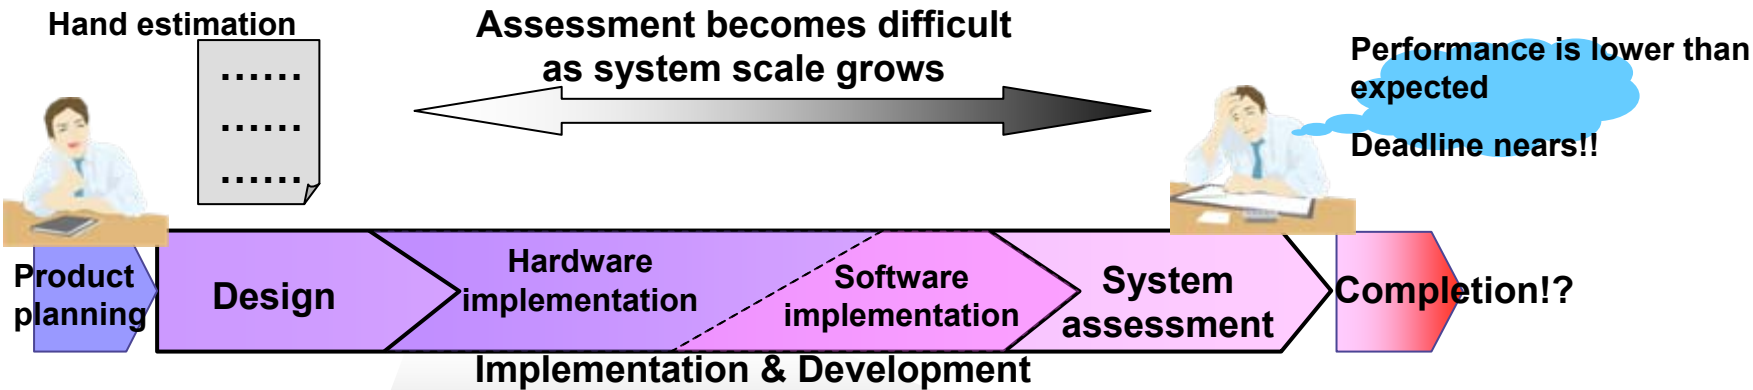 Hand estimation
......
......
......
Assessment becomes difficult
as system scale grows
Performance is lower than
expected
Deadline nears!!
Product
planning
Design
Hardware
implementation
Software
implementation
System
assessment
Completion!?
Implementation & Development